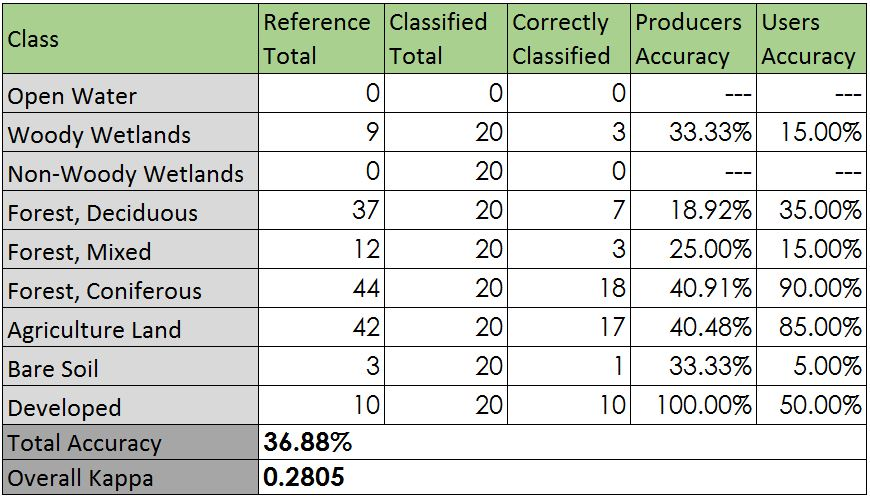 Class Reference Total Classified Total Correctly Classified Producers Accuracy Users Accuracy
Open Water 0 0 0 --- ---
Woody Wetlands 9 20 3 33.33% 15.00%
Non-Woody Wetlands 0 20 0 --- ---
Forest, Deciduous 37 20 7 18.92% 35.00%
Forest, Mixed 12 20 3 25.00% 15.00%
Forest, Coniferous 44 20 18 40.91% 90.00%
Agriculture Land 42 20 17 40.48% 85.00%
Bare Soil 3 20 1 33.33% 5.00%
Developed 10 20 10 100.00% 50.00%
Total Accuracy 36.88%
Overall Kappa 0.2805